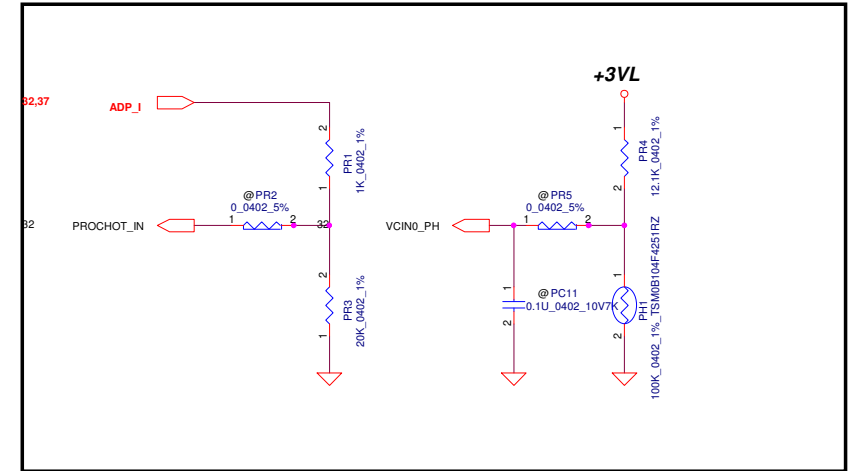 +3VL
32,37
ADP_I
2
PR1
1K_0402_1%
1
1
PR4
12.1K_0402_1%
2
@ PR2
0_0402_5%
@ PR5
0_0402_5%
32
PROCHOT_IN
1
2
32
VCIN0_PH
1
2
2
PR3
20K_0402_1%
1
1
@ PC11
0.1U_0402_10V7K
2
1
PH1
100K_0402_1%_TSM0B104F4251RZ
2